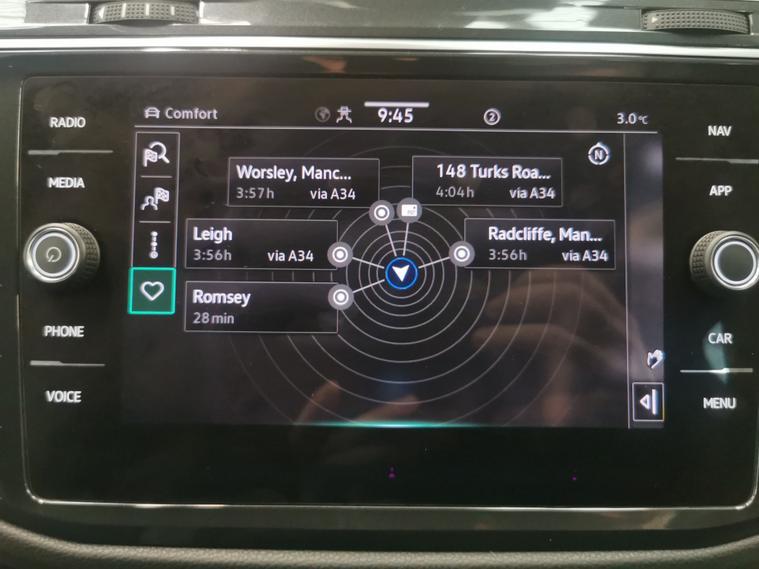 RADIO
MEDIA
PHONE
VOICE
Comfort
9:45
2
3.0°C
N
Worsley, Manc...
3:57h via A34
148 Turks Roa...
4:04h via A34
Leigh
3:56h via A34
Radcliffe, Man...
3:56h via A34
Romsey
28 min
NAV
APP
CAR
MENU